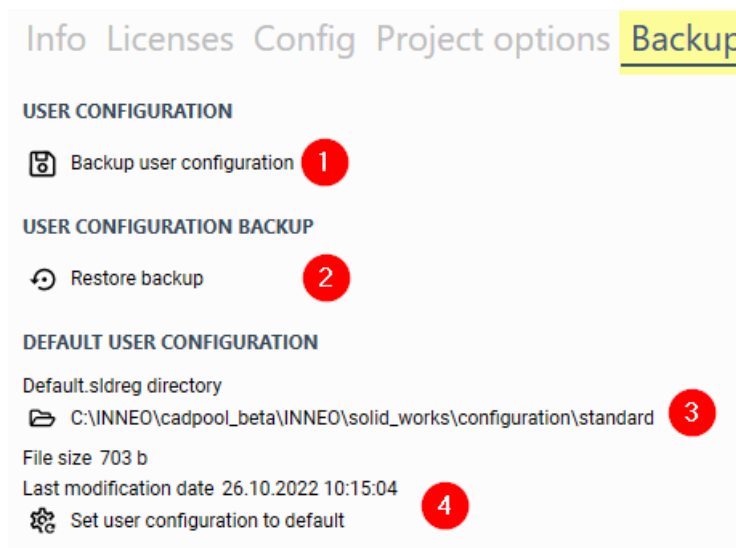 Info Licenses Config Project options Backup
USER CONFIGURATION
Backup user configuration 1
USER CONFIGURATION BACKUP
Restore backup 2
DEFAULT USER CONFIGURATION
Default.sldreg directory
C:\INNEO\cadpool_beta\INNEO\solid_works\configuration\standard 3
File size 703 b
Last modification date 26.10.2022 10:15:04
4
Set user configuration to default